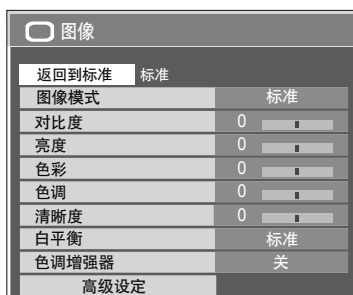 图像
返回到标准 标准
图像模式 标准
对比度 0
亮度 0
色彩 0
色调 0
清晰度 0
白平衡 标准
色调增强器 关
高级设定